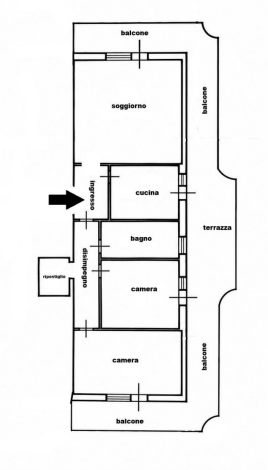 balcone
soggiorno
balcone
ingresso
cucina
terrazza
bagno
disimpegno
ripostiglio
camera
camera
balcone
balcone